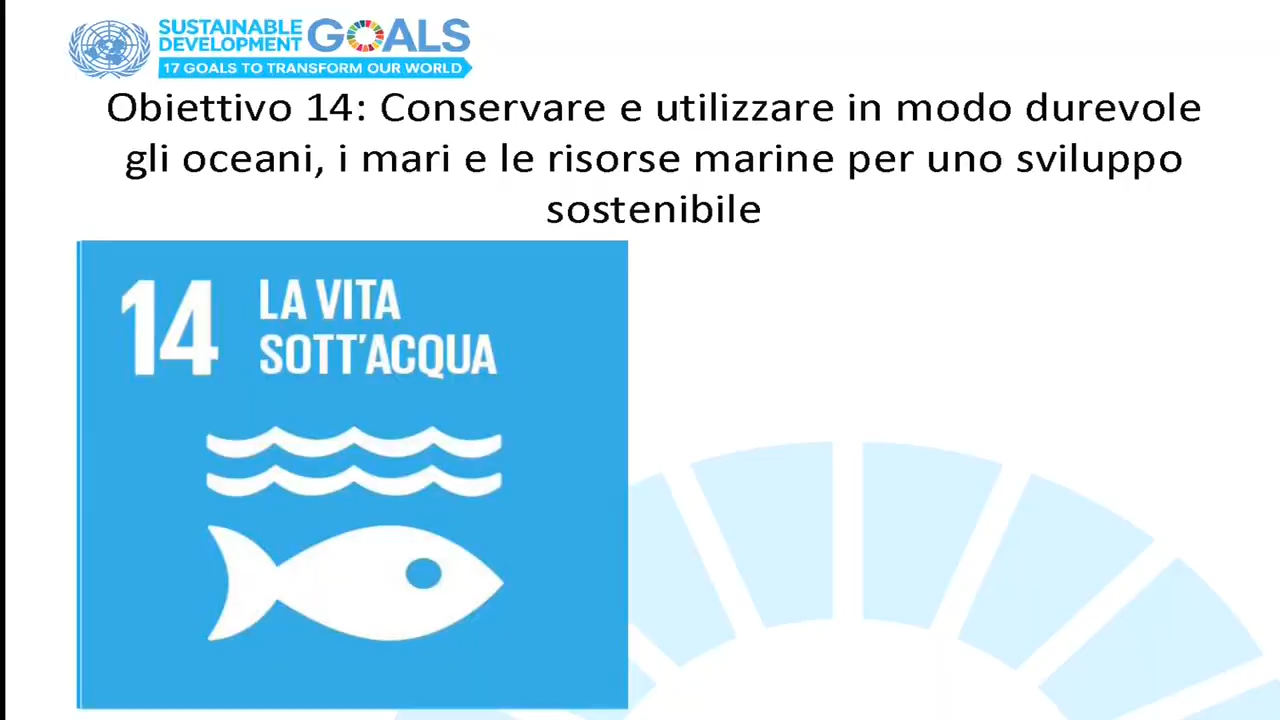 SUSTAINABLE
DEVELOPMENT
GOALS
17 GOALS TO TRANSFORM OUR WORLD
Obiettivo 14: Conservare e utilizzare in modo durevole
gli oceani, i mari e le risorse marine per uno sviluppo
sostenibile
14
LA VITA
SOTT'ACQUA